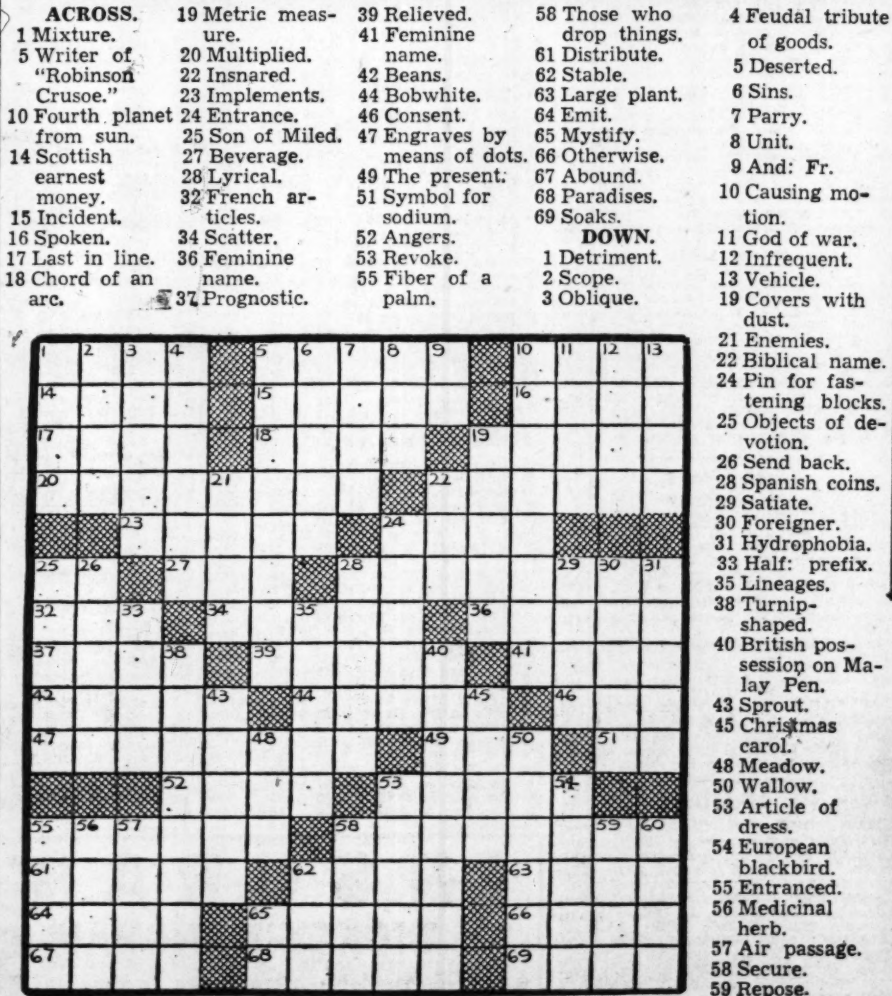 ACROSS.
1 Mixture.
5 Writer of
"Robinson
Crusoe."
10 Fourth planet
from sun.
14 Scottish
earnest
money.
15 Incident.
16 Spoken.
17 Last in line.
18 Chord of an
arc.
19 Metric meas-
ure.
20 Multiplied.
22 Insnared.
23 Implements.
24 Entrance.
25 Son of Miled.
27 Beverage.
28 Lyrical.
32 French ar-
ticles.
34 Scatter.
36 Feminine
name.
37 Prognostic.
39 Relieved.
41 Feminine
name.
42 Beans.
44 Bobwhite.
46 Consent.
47 Engraves by
means of dots.
49 The present.
51 Symbol for
sodium.
52 Angers.
53 Revoke.
55 Fiber of a
palm.
58 Those who
drop things.
61 Distribute.
62 Stable.
63 Large plant.
64 Emit.
65 Mystify.
66 Otherwise.
67 Abound.
68 Paradises.
69 Soaks.
DOWN.
1 Detriment.
2 Scope.
3 Oblique.
4 Feudal tribute
of goods.
5 Deserted.
6 Sins.
7 Parry.
8 Unit.
9 And: Fr.
10 Causing mo-
tion.
11 God of war.
12 Infrequent.
13 Vehicle.
19 Covers with
dust.
21 Enemies.
22 Biblical name.
24 Pin for fas-
tening blocks.
25 Objects of de-
votion.
26 Send back.
28 Spanish coins.
29 Satiate.
30 Foreigner.
31 Hydrophobia.
33 Half: prefix.
35 Lineages.
38 Turnip-
shaped.
40 British pos-
session on Ma-
lay Pen.
43 Sprout.
45 Christmas
carol.
48 Meadow.
50 Wallow.
53 Article of
dress.
54 European
blackbird.
55 Entranced.
56 Medicinal
herb.
57 Air passage.
58 Secure.
59 Repose.
1 2 3 4 5 6 7 8 9 10 11 12 13
14 15 16
17 18 19
20 21 22
23 24
25 26 27 28 29 30 31
32 33 34 35 36
37 38 39 40 41
42 43 44 45 46
47 48 49 50 51
52 53 54
55 56 57 58 59 60
61 62 63
64 65 66
67 68 69